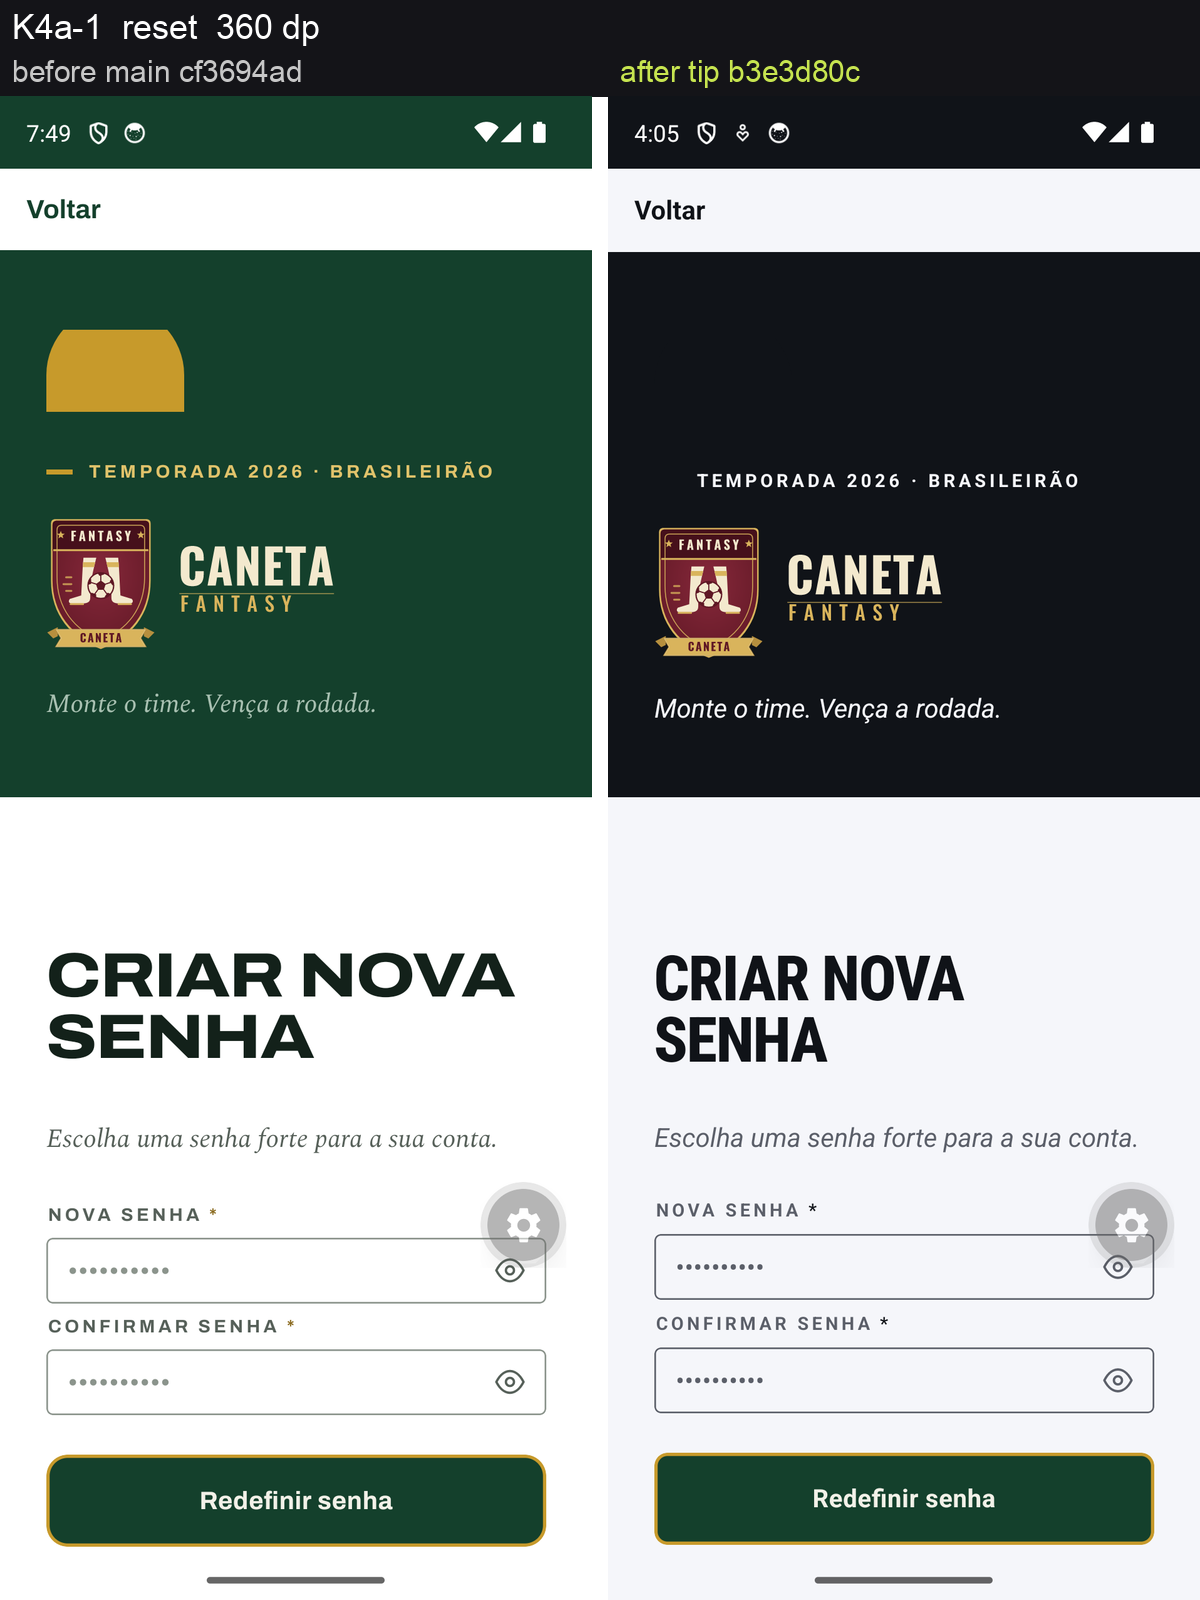 K4a-1 reset 360 dp
before main cf3694ad
after tip b3e3d80c
7:49
Voltar
TEMPORADA 2026 · BRASILEIRÃO
FANTASY
CANETA
CANETA
FANTASY
Monte o time. Vença a rodada.
CRIAR NOVA
SENHA
Escolha uma senha forte para a sua conta.
NOVA SENHA *
••••••••••
CONFIRMAR SENHA *
••••••••••
Redefinir senha
4:05
Voltar
TEMPORADA 2026 · BRASILEIRÃO
FANTASY
CANETA
CANETA
FANTASY
Monte o time. Vença a rodada.
CRIAR NOVA
SENHA
Escolha uma senha forte para a sua conta.
NOVA SENHA *
••••••••••
CONFIRMAR SENHA *
••••••••••
Redefinir senha